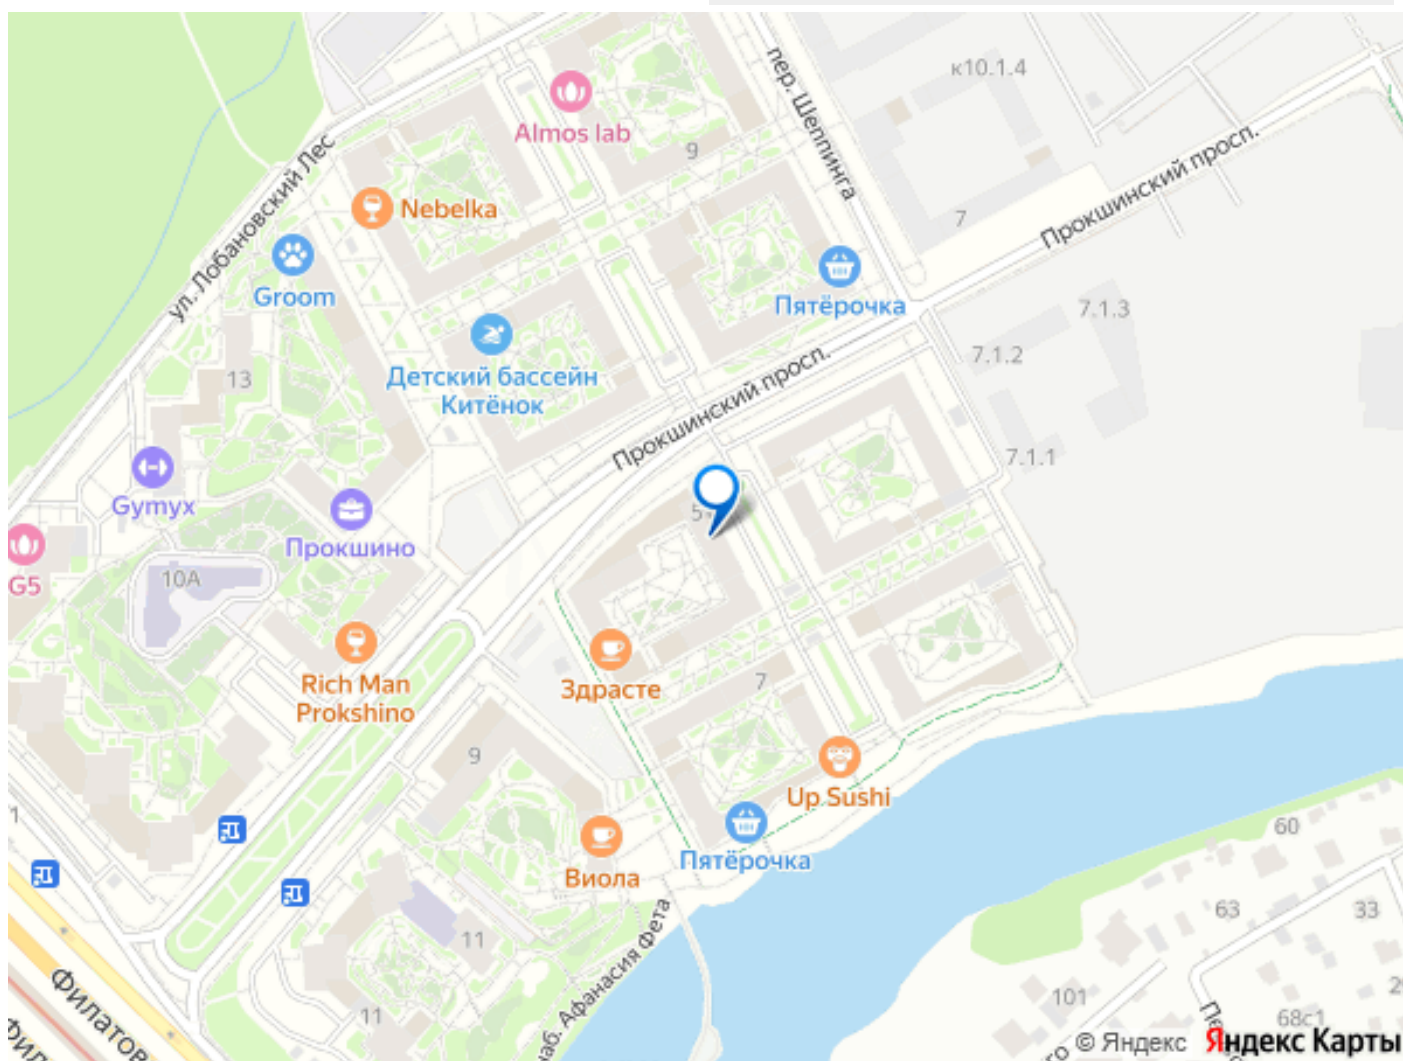 к10.1.4
пер. Шеппинга
Almos lab
9
Прокшинский просп.
ул. Лобановский Лес
Nebelka
7
Groom
Пятёрочка
7.1.3
7.1.2
Прокшинский просп.
13
Детский бассейн
Китёнок
7.1.1
Gymyx
5
Прокшино
G5
10А
Здрасте
7
Rich Man
Prokshino
9
Up Sushi
Виола
Пятёрочка
60
63
33
11
11
наб. Афанасия Фета
101
68с1
© Яндекс
Яндекс Карты